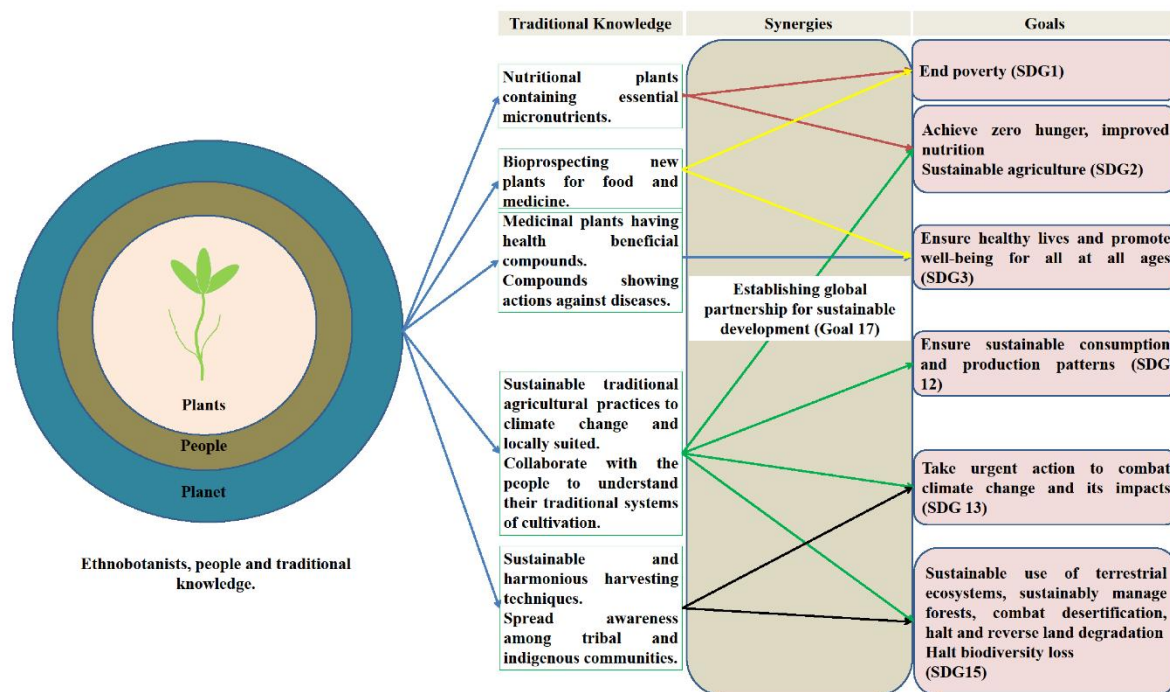 Traditional Knowledge
Synergies
Goals
Plants
People
Planet
Ethnobotanists, people and traditional
knowledge.
Nutritional plants
containing essential
micronutrients.
Bioprospecting new
plants for food and
medicine.
Medicinal plants having
health beneficial
compounds.
Compounds showing
actions against diseases.
Sustainable traditional
agricultural practices to
climate change and
locally suited.
Collaborate with the
people to understand
their traditional systems
of cultivation.
Sustainable and
harmonious harvesting
techniques.
Spread awareness
among tribal and
indigenous communities.
Establishing global
partnership for sustainable
development (Goal 17)
End poverty (SDG1)
Achieve zero hunger, improved
nutrition
Sustainable agriculture (SDG2)
Ensure healthy lives and promote
well-being for all at all ages
(SDG3)
Ensure sustainable consumption
and production patterns (SDG
12)
Take urgent action to combat
climate change and its impacts
(SDG 13)
Sustainable use of terrestrial
ecosystems, sustainably manage
forests, combat desertification,
halt and reverse land degradation
Halt biodiversity loss
(SDG15)